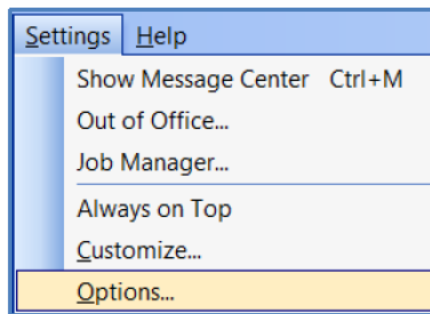 Settings Help
Show Message Center Ctrl+M
Out of Office...
Job Manager...
Always on Top
Customize...
Options...